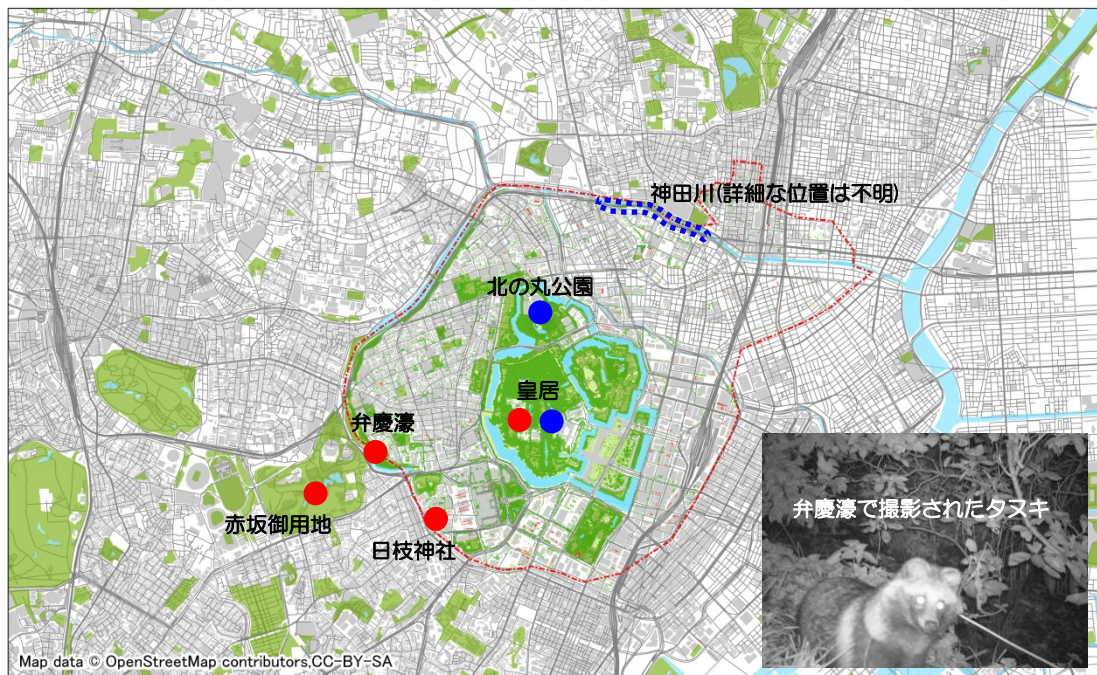 神田川(詳細な位置は不明)
北の丸公園
皇居
弁慶濠
赤坂御用地
日枝神社
弁慶濠で撮影されたタヌキ
Map data © OpenStreetMap contributors,CC-BY-SA